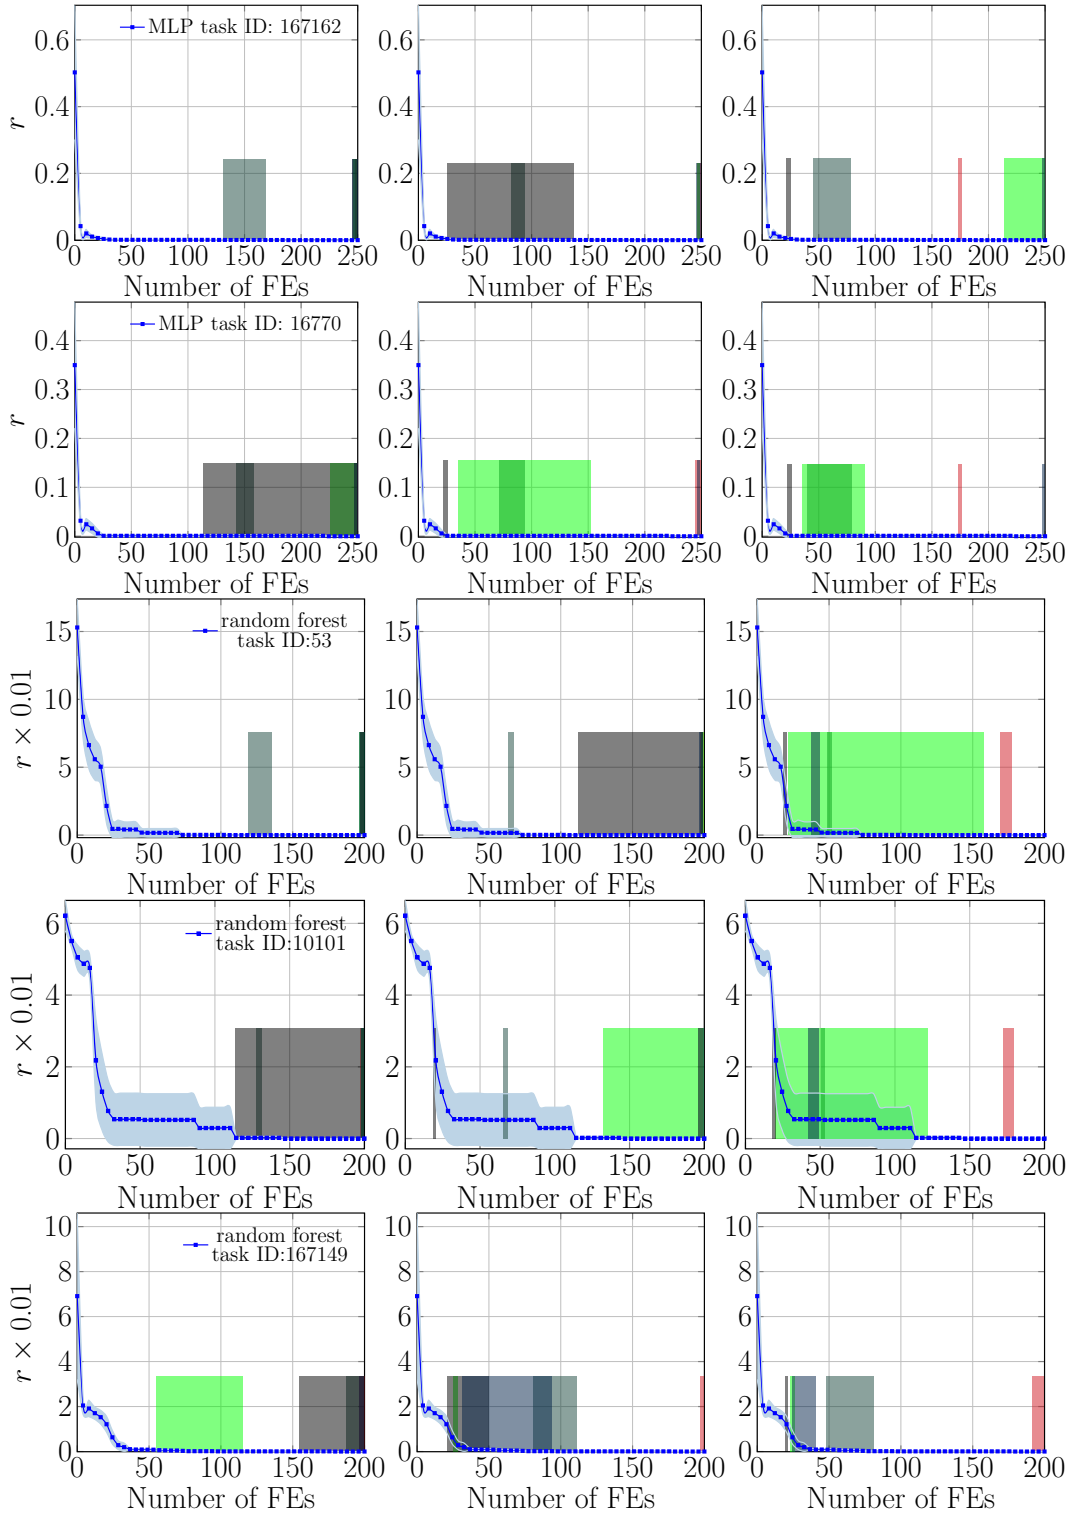 MLP task ID: 167162
r
0.6
0.4
0.2
0
0 50 100 150 200 250
Number of FEs
0.6
0.4
0.2
0
0 50 100 150 200 250
Number of FEs
0.6
0.4
0.2
0
0 50 100 150 200 250
Number of FEs
MLP task ID: 16770
r
0.4
0.3
0.2
0.1
0
0 50 100 150 200 250
Number of FEs
0.4
0.3
0.2
0.1
0
0 50 100 150 200 250
Number of FEs
0.4
0.3
0.2
0.1
0
0 50 100 150 200 250
Number of FEs
random forest
task ID:53
r × 0.01
15
10
5
0
0 50 100 150 200
Number of FEs
15
10
5
0
0 50 100 150 200
Number of FEs
15
10
5
0
0 50 100 150 200
Number of FEs
random forest
task ID:10101
r × 0.01
6
4
2
0
0 50 100 150 200
Number of FEs
6
4
2
0
0 50 100 150 200
Number of FEs
6
4
2
0
0 50 100 150 200
Number of FEs
random forest
task ID:167149
r × 0.01
10
8
6
4
2
0
0 50 100 150 200
Number of FEs
10
8
6
4
2
0
0 50 100 150 200
Number of FEs
10
8
6
4
2
0
0 50 100 150 200
Number of FEs